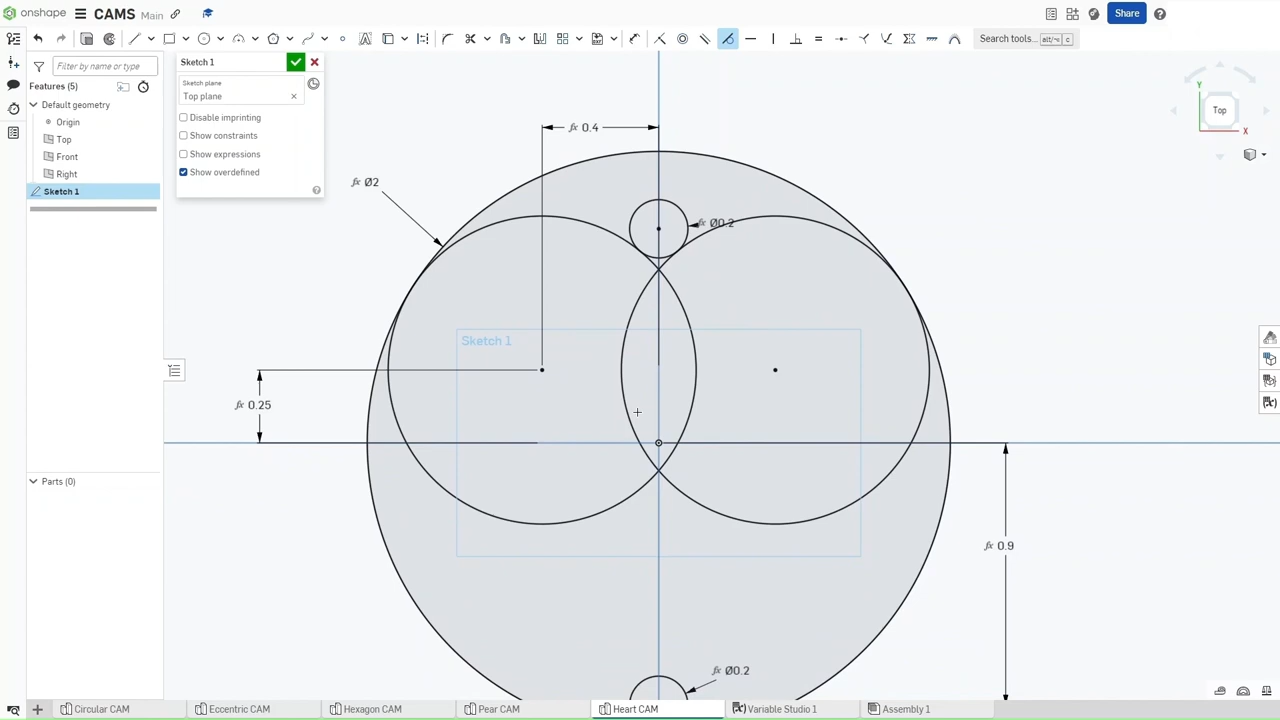 onshape CAMS Main Share
Search tools... alt/⌥ c
Sketch 1
Sketch plane
Top plane
Disable imprinting
Show constraints
Show expressions
Show overdefined
Filter by name or type
Features (5)
Default geometry
Origin
Top
Front
Right
Sketch 1
Parts (0)
fx 0.4
fx Ø2
fx Ø0.2
Sketch 1
fx 0.25
fx 0.9
fx Ø0.2
Y
Top
X
Circular CAM Eccentric CAM Hexagon CAM Pear CAM Heart CAM Variable Studio 1 Assembly 1